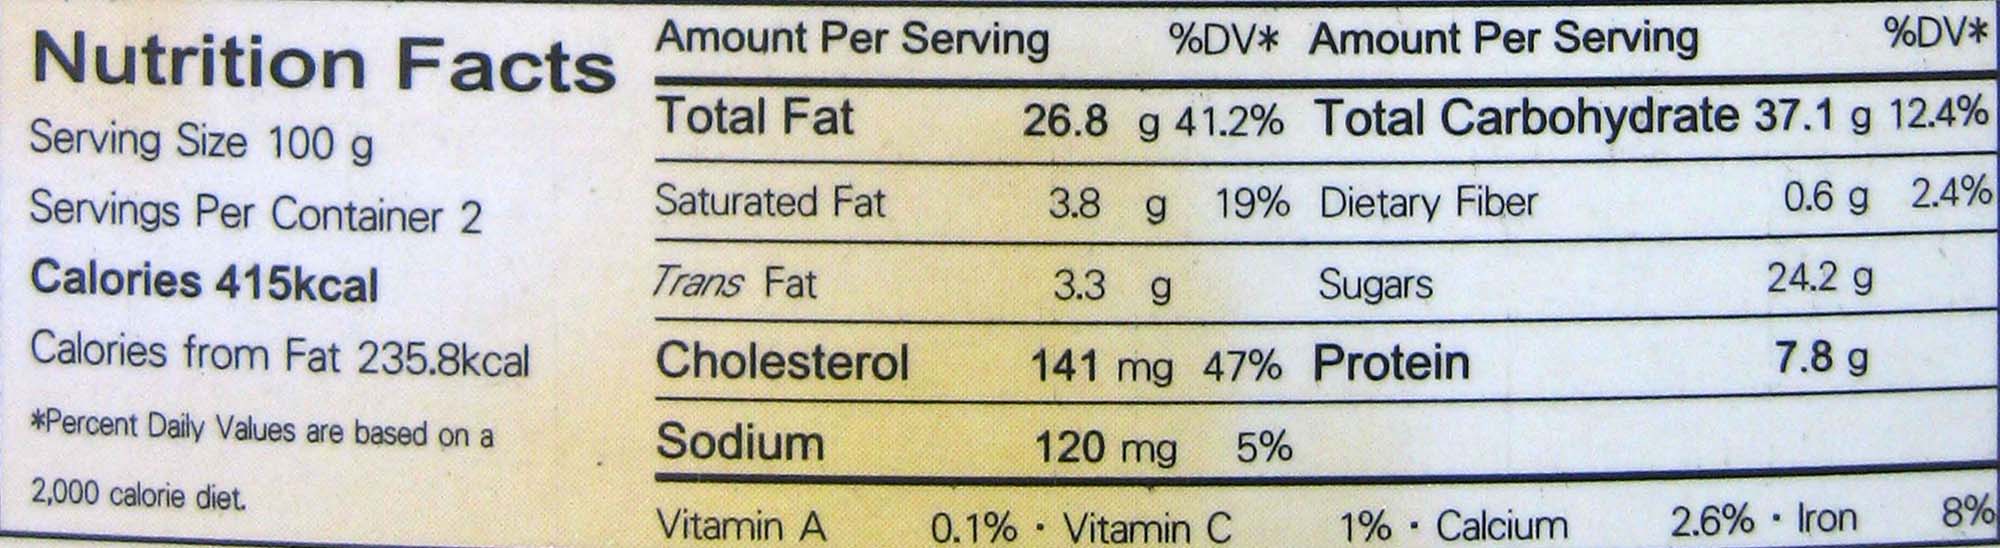 Nutrition Facts
Serving Size 100 g
Servings Per Container 2
Calories 415kcal
Calories from Fat 235.8kcal
*Percent Daily Values are based on a
2,000 calorie diet.
Amount Per Serving %DV* Amount Per Serving %DV*
Total Fat 26.8 g 41.2% Total Carbohydrate 37.1 g 12.4%
Saturated Fat 3.8 g 19% Dietary Fiber 0.6 g 2.4%
Trans Fat 3.3 g Sugars 24.2 g
Cholesterol 141 mg 47% Protein 7.8 g
Sodium 120 mg 5%
Vitamin A 0.1% · Vitamin C 1% · Calcium 2.6% · Iron 8%